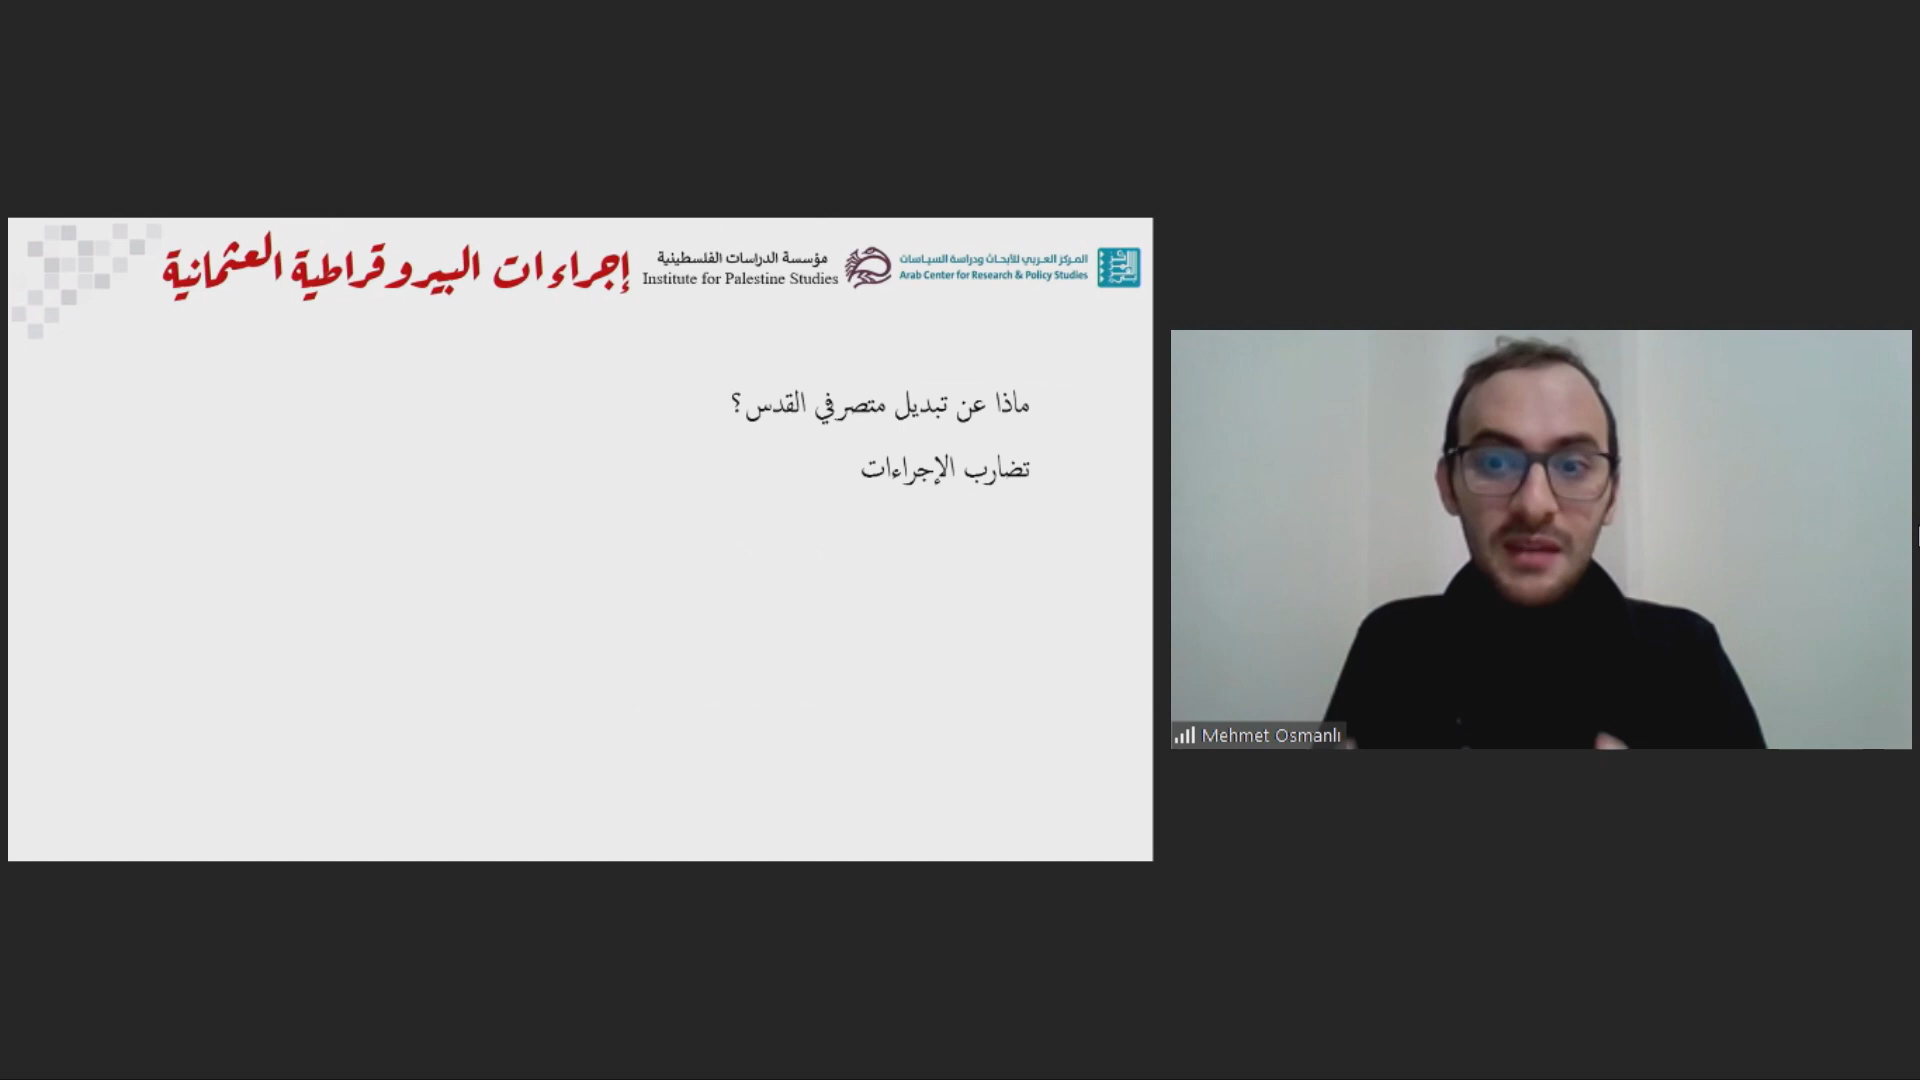 المركز العربي للأبحاث ودراسة السياسات
Arab Center for Research & Policy Studies
مؤسسة الدراسات الفلسطينية
Institute for Palestine Studies
إجراءات البيروقراطية العثمانية
ماذا عن تبديل متصرفي القدس؟
تضارب الإجراءات
Mehmet Osmanlı